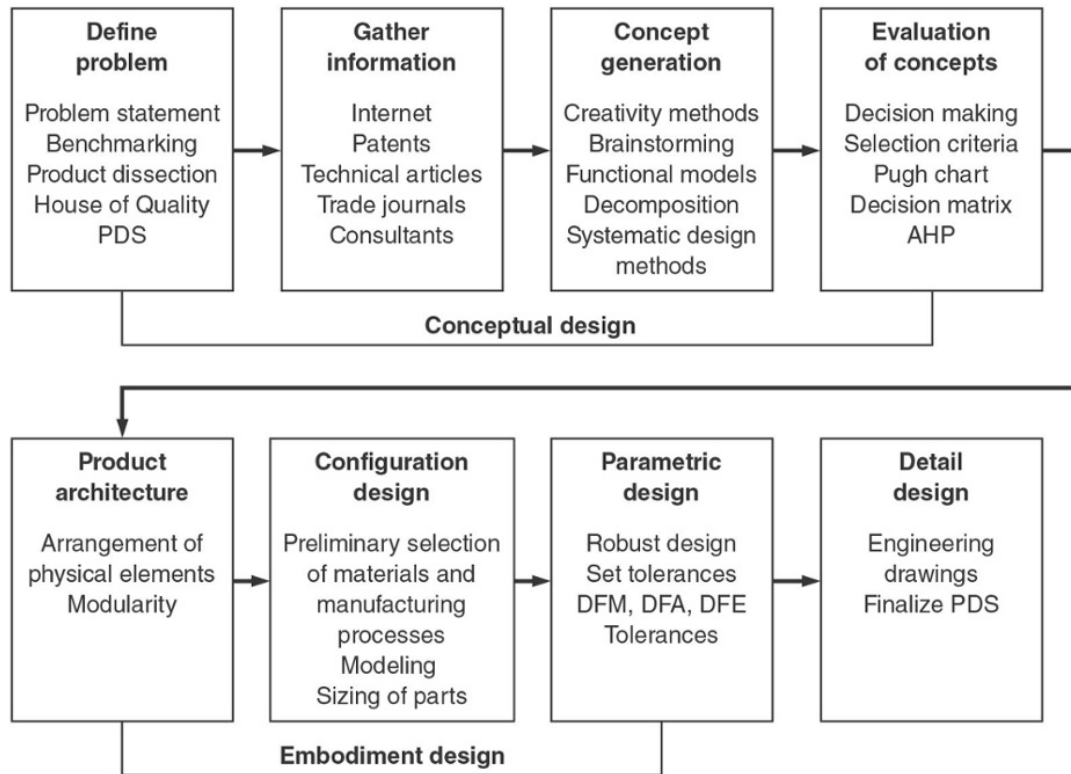 Define
problem
Problem statement
Benchmarking
Product dissection
House of Quality
PDS
Gather
information
Internet
Patents
Technical articles
Trade journals
Consultants
Concept
generation
Creativity methods
Brainstorming
Functional models
Decomposition
Systematic design
methods
Evaluation
of concepts
Decision making
Selection criteria
Pugh chart
Decision matrix
AHP
Conceptual design
Product
architecture
Arrangement of
physical elements
Modularity
Configuration
design
Preliminary selection
of materials and
manufacturing
processes
Modeling
Sizing of parts
Parametric
design
Robust design
Set tolerances
DFM, DFA, DFE
Tolerances
Detail
design
Engineering
drawings
Finalize PDS
Embodiment design